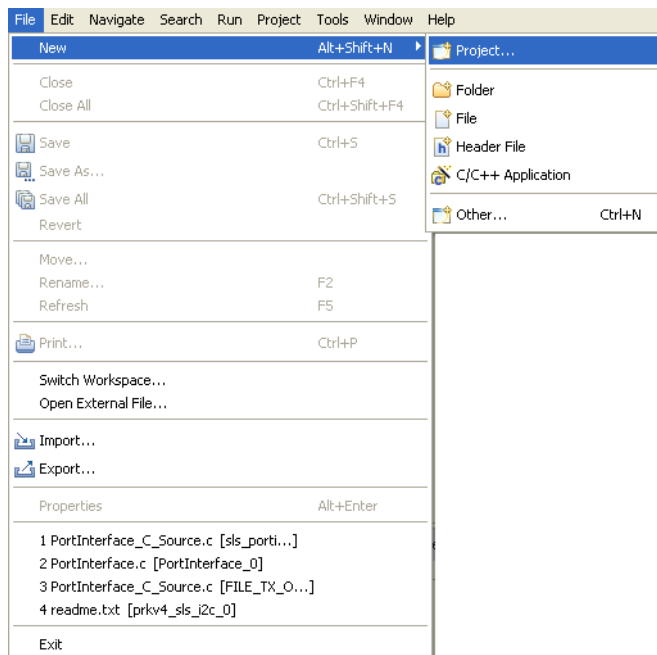 File Edit Navigate Search Run Project Tools Window Help
New Alt+Shift+N
Close Ctrl+F4
Close All Ctrl+Shift+F4
Save Ctrl+S
Save As...
Save All Ctrl+Shift+S
Revert
Move...
Rename... F2
Refresh F5
Print... Ctrl+P
Switch Workspace...
Open External File...
Import...
Export...
Properties Alt+Enter
1 PortInterface_C_Source.c [sls_porti...]
2 PortInterface.c [PortInterface_0]
3 PortInterface_C_Source.c [FILE_TX_O...]
4 readme.txt [prkv4_sls_i2c_0]
Exit
Project...
Folder
File
Header File
C/C++ Application
Other... Ctrl+N